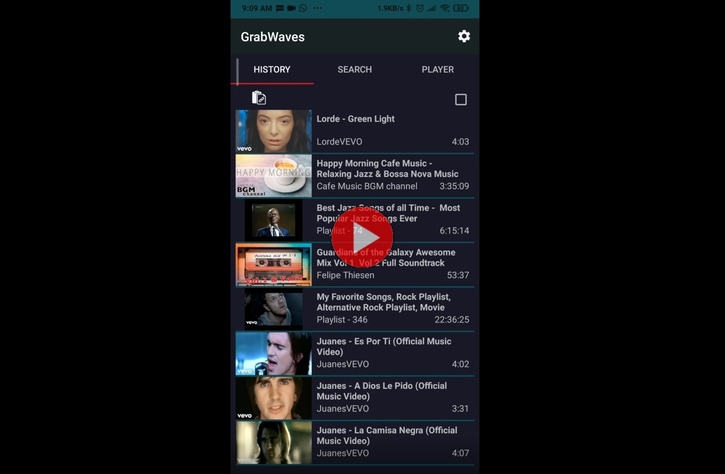 9:09 AM ··· 1.9KB/s
GrabWaves
HISTORY SEARCH PLAYER
Lorde - Green Light
LordeVEVO 4:03
vevo
Happy Morning Cafe Music -
Relaxing Jazz & Bossa Nova Music
Cafe Music BGM channel 3:35:09
HAPPY MORNING
BGM
channel
Best Jazz Songs of all Time - Most
Popular Jazz Songs Ever
Playlist - 74 6:15:14
Guardians of the Galaxy Awesome
Mix Vol 1 Vol 2 Full Soundtrack
Felipe Thiesen 53:37
My Favorite Songs, Rock Playlist,
Alternative Rock Playlist, Movie
Playlist - 346 22:36:25
vevo
Juanes - Es Por Ti (Official Music
Video)
JuanesVEVO 4:02
vevo
Juanes - A Dios Le Pido (Official
Music Video)
JuanesVEVO 3:31
vevo
Juanes - La Camisa Negra (Official
Music Video)
JuanesVEVO 4:07
vevo